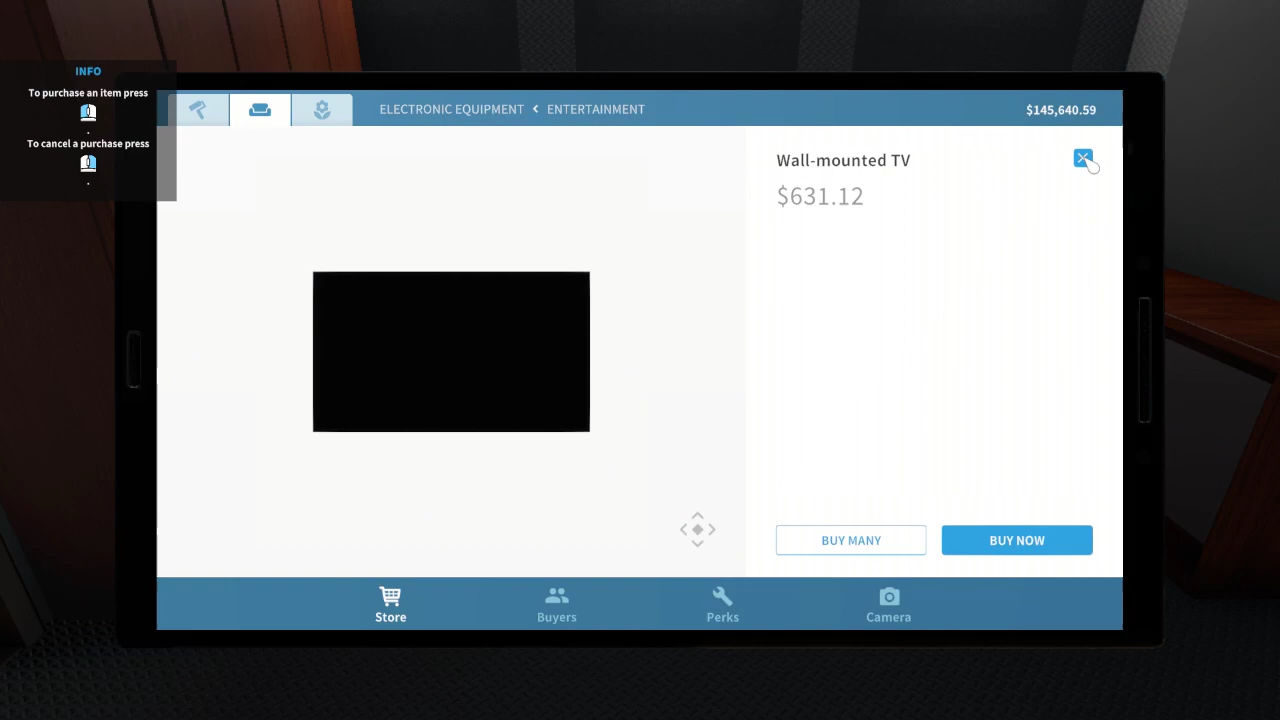 INFO
To purchase an item press
.
To cancel a purchase press
.
ELECTRONIC EQUIPMENT < ENTERTAINMENT
$145,640.59
Wall-mounted TV
$631.12
BUY MANY
BUY NOW
Store
Buyers
Perks
Camera